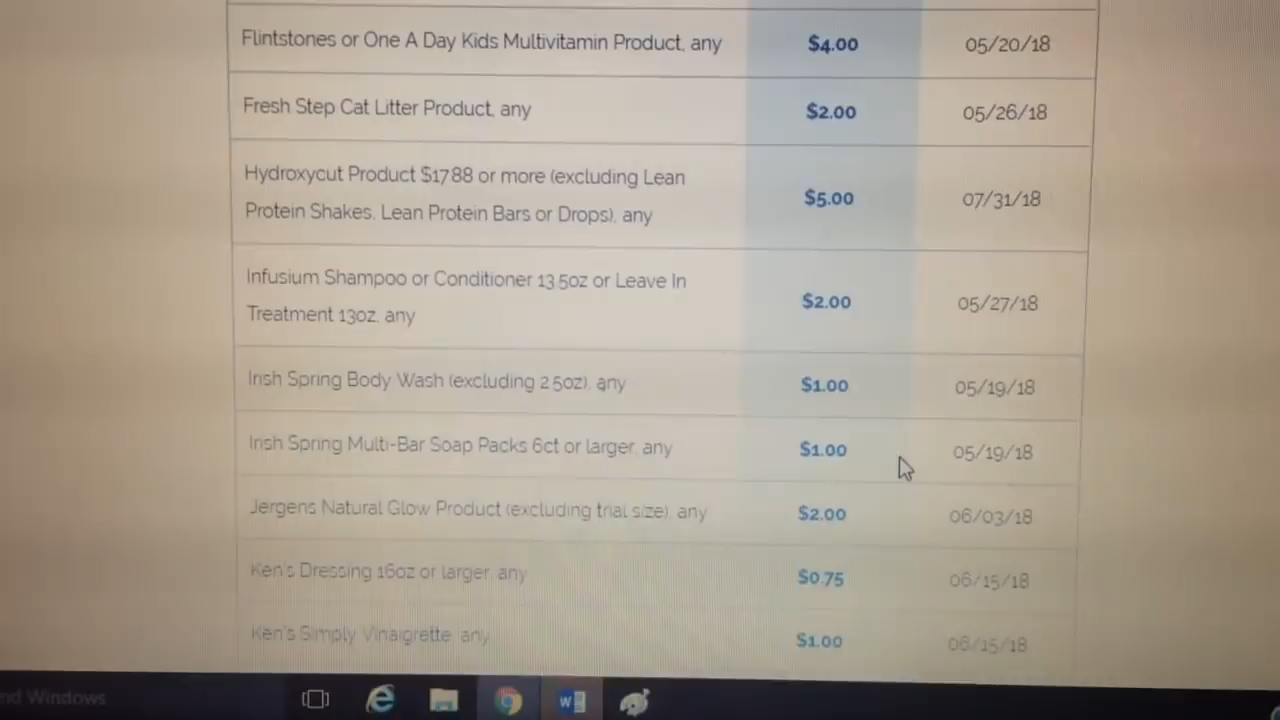 Flintstones or One A Day Kids Multivitamin Product, any $4.00 05/20/18
Fresh Step Cat Litter Product, any $2.00 05/26/18
Hydroxycut Product $17.88 or more (excluding Lean
Protein Shakes, Lean Protein Bars or Drops), any $5.00 07/31/18
Infusium Shampoo or Conditioner 13.5oz or Leave In
Treatment 13oz, any $2.00 05/27/18
Irish Spring Body Wash (excluding 2.5oz), any $1.00 05/19/18
Irish Spring Multi-Bar Soap Packs 6ct or larger, any $1.00 05/19/18
Jergens Natural Glow Product (excluding trial size), any $2.00 06/03/18
Ken's Dressing 16oz or larger, any $0.75 06/15/18
Ken's Simply Vinaigrette, any $1.00 06/15/18
nd Windows